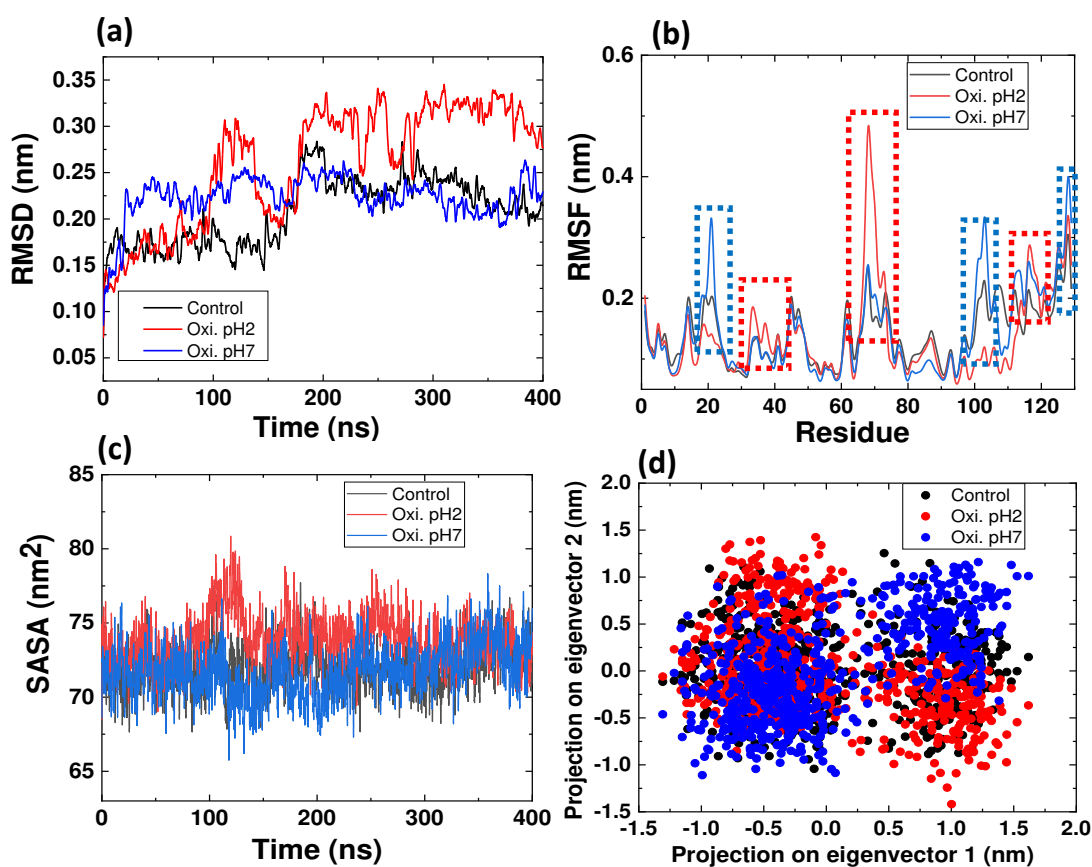 (a)
RMSD (nm)
0.35
0.30
0.25
0.20
0.15
0.10
0.05
Control
Oxi. pH2
Oxi. pH7
0 100 200 300 400
Time (ns)
(b)
RMSF (nm)
0.6
0.4
0.2
Control
Oxi. pH2
Oxi. pH7
0 20 40 60 80 100 120
Residue
(c)
SASA (nm2)
85
80
75
70
65
Control
Oxi. pH2
Oxi. pH7
0 100 200 300 400
Time (ns)
(d)
Projection on eigenvector 2 (nm)
2.0
1.5
1.0
0.5
0.0
-0.5
-1.0
-1.5
Control
Oxi. pH2
Oxi. pH7
-1.5 -1.0 -0.5 0.0 0.5 1.0 1.5 2.0
Projection on eigenvector 1 (nm)